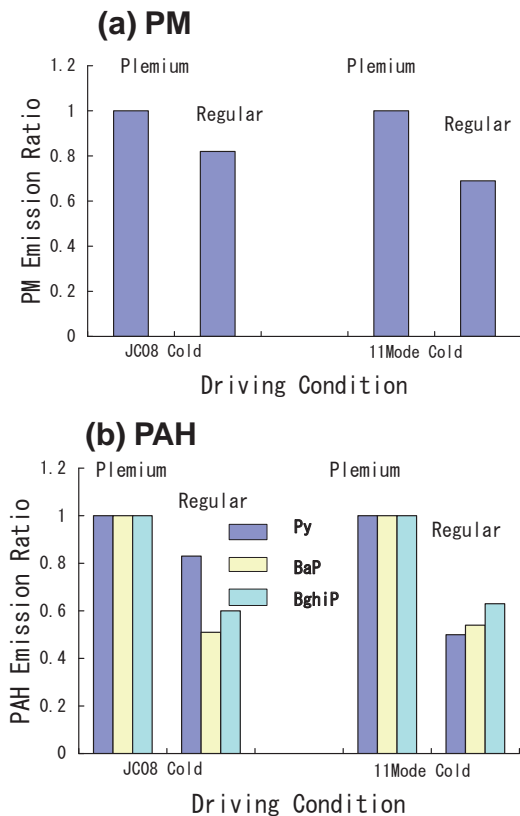 (a) PM
1.2
Plemium
Plemium
1
Regular
Regular
0.8
0.6
0.4
0.2
0
PM Emission Ratio
JC08 Cold
11Mode Cold
Driving Condition
(b) PAH
1.2
Plemium
Plemium
Regular
1
Py
Regular
0.8
BaP
BghiP
0.6
0.4
0.2
0
PAH Emission Ratio
JC08 Cold
11Mode Cold
Driving Condition